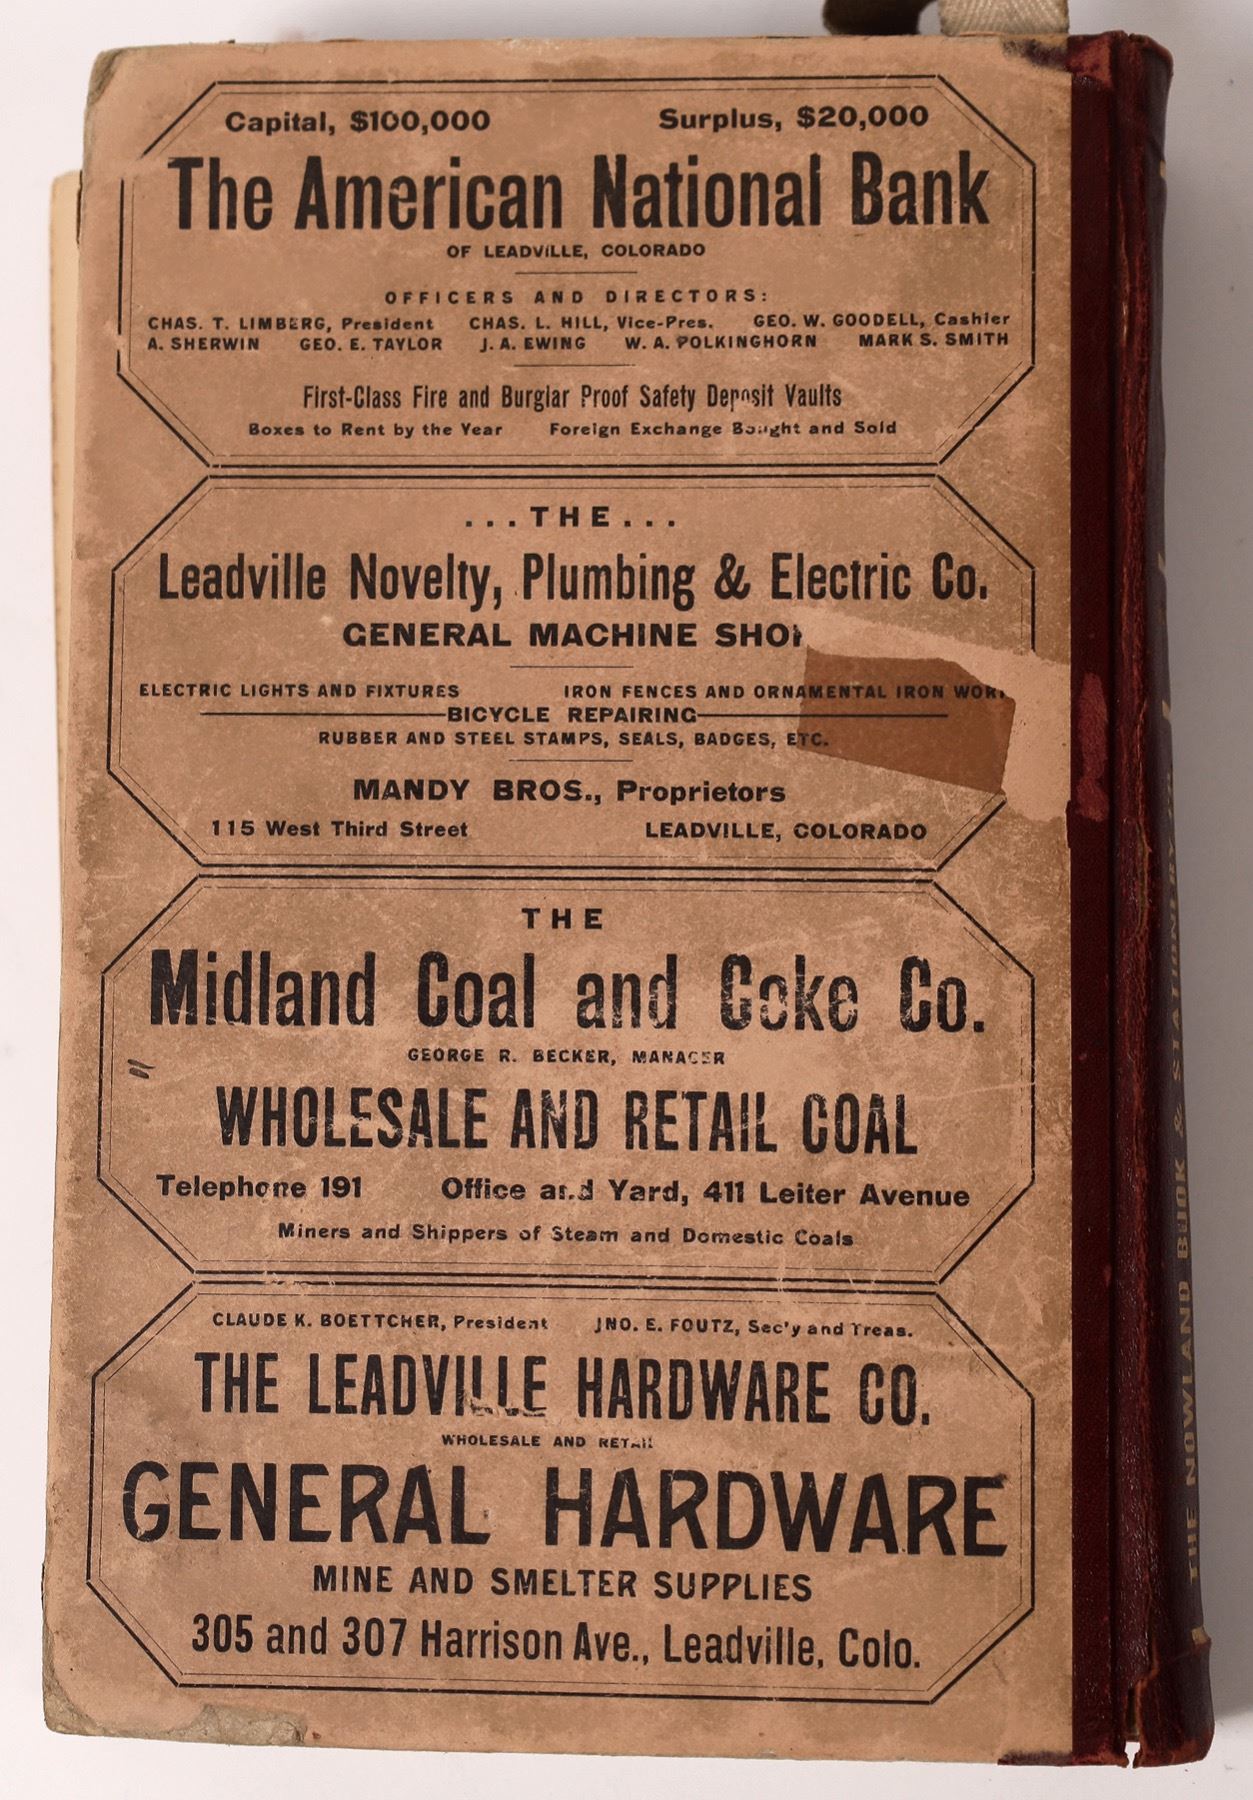 Capital, $100,000 Surplus, $20,000
The American National Bank
OF LEADVILLE, COLORADO
OFFICERS AND DIRECTORS:
CHAS. T. LIMBERG, President CHAS. L. HILL, Vice-Pres. GEO. W. GOODELL, Cashier
A. SHERWIN GEO. E. TAYLOR J. A. EWING W. A. POLKINGHORN MARK S. SMITH
First-Class Fire and Burglar Proof Safety Deposit Vaults
Boxes to Rent by the Year Foreign Exchange Bought and Sold
...THE...
Leadville Novelty, Plumbing & Electric Co.
GENERAL MACHINE SHOP
ELECTRIC LIGHTS AND FIXTURES IRON FENCES AND ORNAMENTAL IRON WORK
BICYCLE REPAIRING
RUBBER AND STEEL STAMPS, SEALS, BADGES, ETC.
MANDY BROS., Proprietors
115 West Third Street LEADVILLE, COLORADO
THE
Midland Coal and Coke Co.
GEORGE R. BECKER, MANAGER
WHOLESALE AND RETAIL COAL
Telephone 191 Office and Yard, 411 Leiter Avenue
Miners and Shippers of Steam and Domestic Coals
CLAUDE K. BOETTCHER, President JNO. E. FOUTZ, Sec'y and Treas.
THE LEADVILLE HARDWARE CO.
WHOLESALE AND RETAIL
GENERAL HARDWARE
MINE AND SMELTER SUPPLIES
305 and 307 Harrison Ave., Leadville, Colo.
THE NOWLAND BOOK & STATIONERY